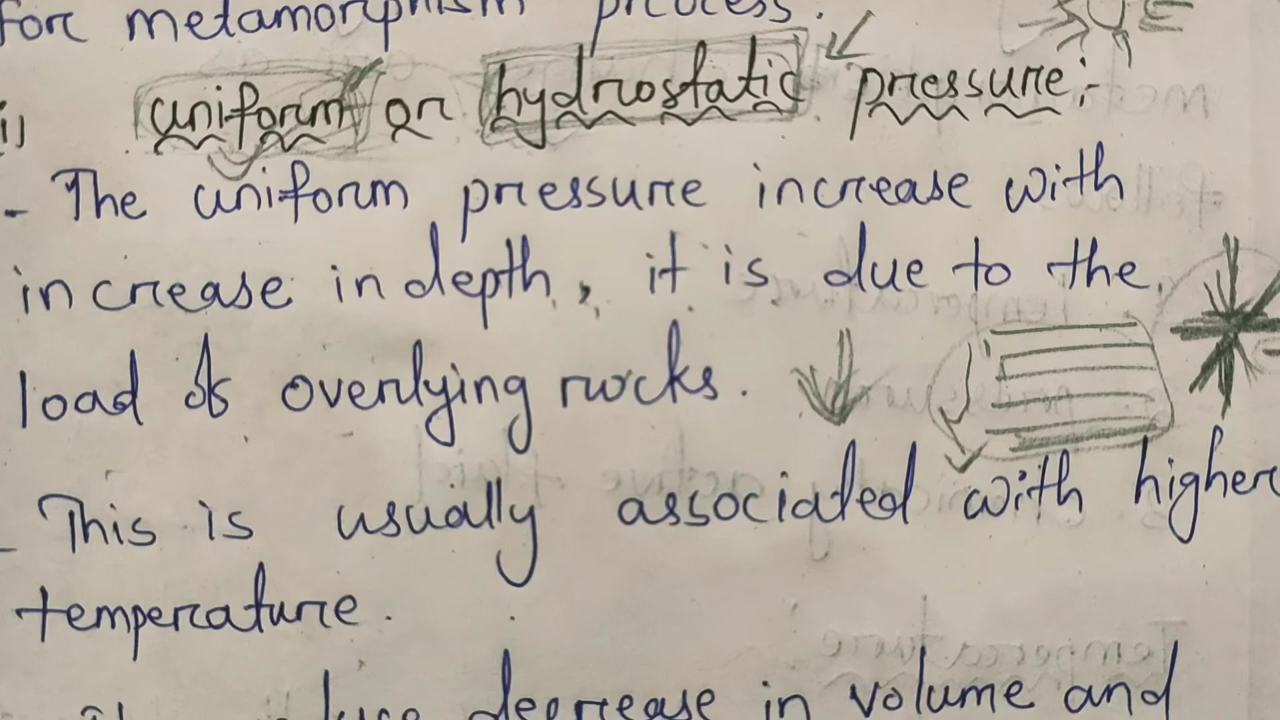 for metamorphism process.
i) uniform or hydrostatic pressure:-
- The uniform pressure increase with
increase in depth, it is due to the
load of overlying rocks.
- This is usually associated with higher
temperature.
decrease in volume and